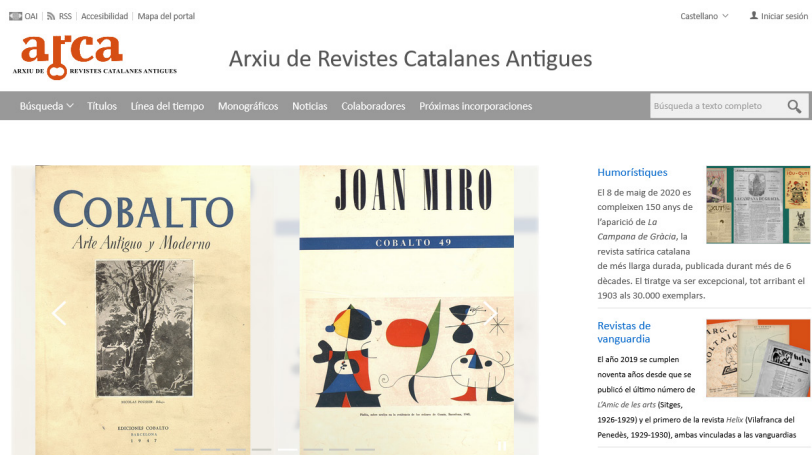 OAI RSS Accesibilidad Mapa del portal
Castellano Iniciar sesión
arca
ARXIU DE REVISTES CATALANES ANTIGUES
Arxiu de Revistes Catalanes Antigues
Búsqueda Títulos Línea del tiempo Monográficos Noticias Colaboradores Próximas incorporaciones
Búsqueda a texto completo
COBALTO
Arte Antiguo y Moderno
EDICIONES COBALTO
BARCELONA
1947
JOAN MIRÓ
COBALTO 49
Humorístiques
El 8 de maig de 2020 es
compleixen 150 anys de
l'aparició de La
Campana de Gràcia, la
revista satírica catalana
de més llarga durada, publicada durant més de 6
dècades. El tiratge va ser excepcional, tot arribant el
1903 als 30.000 exemplars.
Revistas de
vanguardia
El año 2019 se cumplen
noventa años desde que se
publicó el último número de
L'Amic de les arts (Sitges,
1926-1929) y el primero de la revista Helix (Vilafranca del
Penedès, 1929-1930), ambas vinculadas a las vanguardias